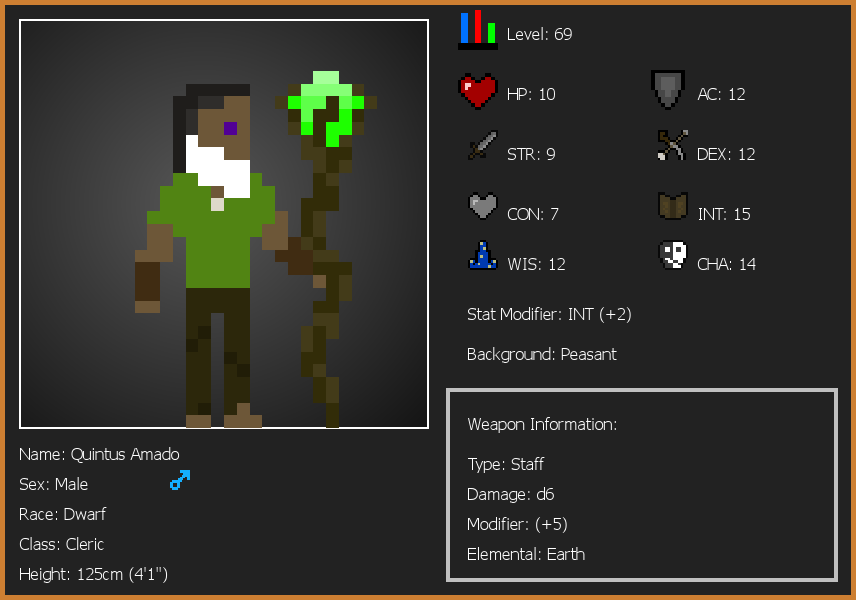 Level: 69
HP: 10
AC: 12
STR: 9
DEX: 12
CON: 7
INT: 15
WIS: 12
CHA: 14
Stat Modifier: INT (+2)
Background: Peasant
Weapon Information:
Type: Staff
Damage: d6
Modifier: (+5)
Elemental: Earth
Name: Quintus Amado
Sex: Male
Race: Dwarf
Class: Cleric
Height: 125cm (4'1")